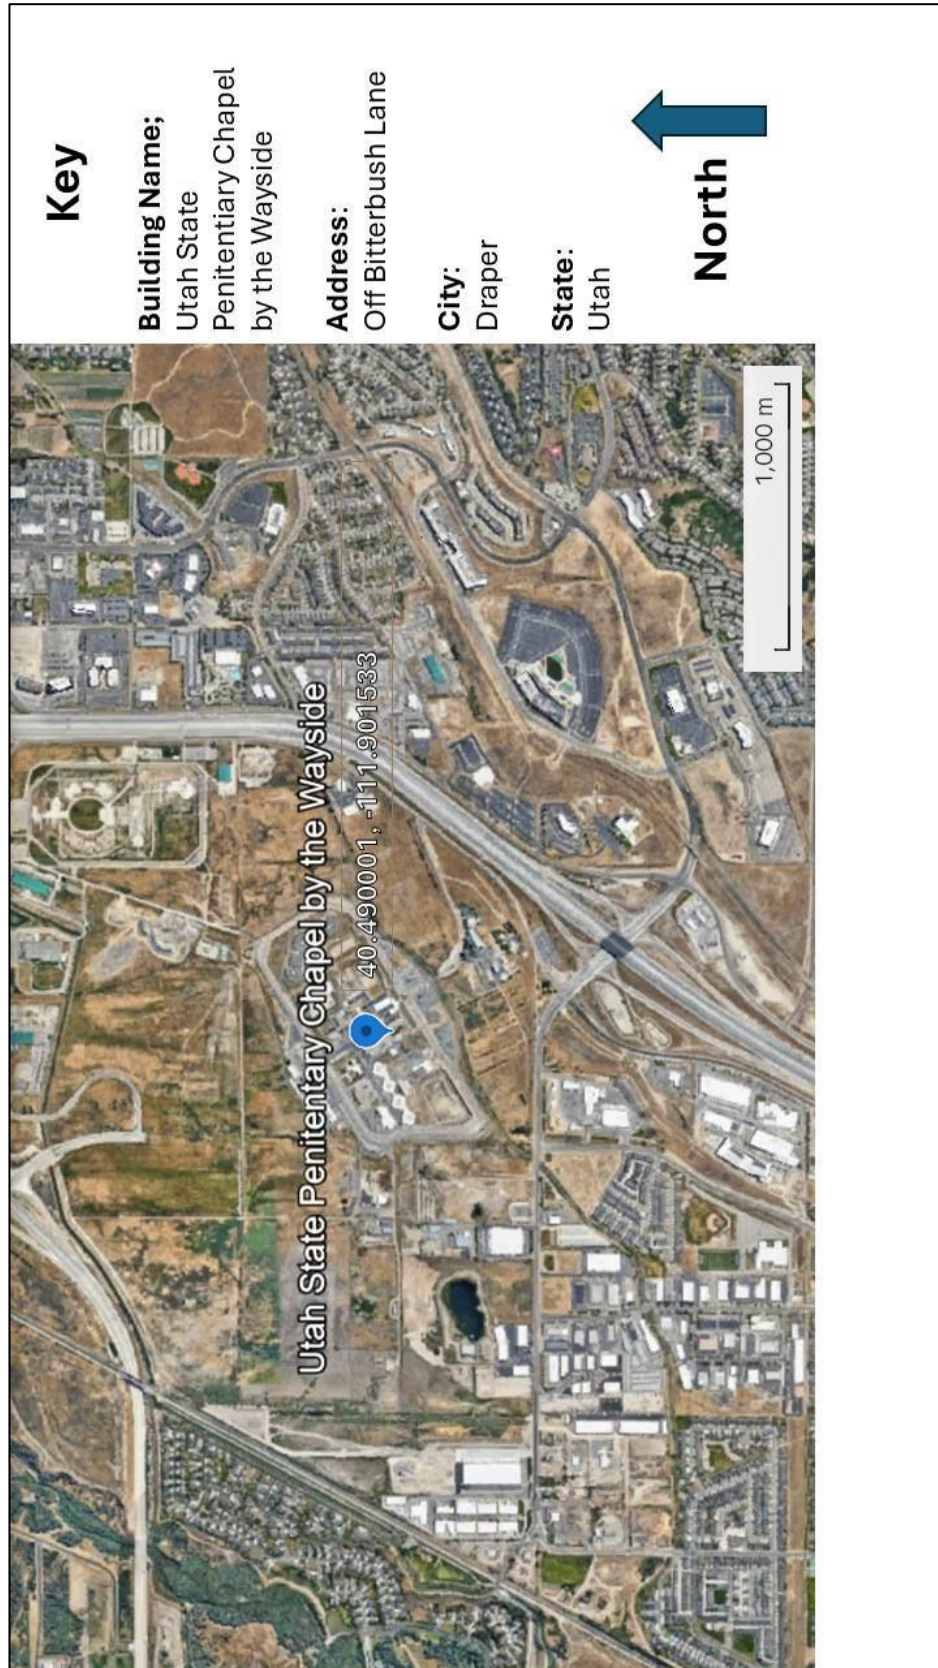 Key
Building Name;
Utah State
Penitentiary Chapel
by the Wayside
Address:
Off Bitterbush Lane
City:
Draper
State:
Utah
North
Utah State Penitentary Chapel by the Wayside
40.490001, -111.901533
1,000 m